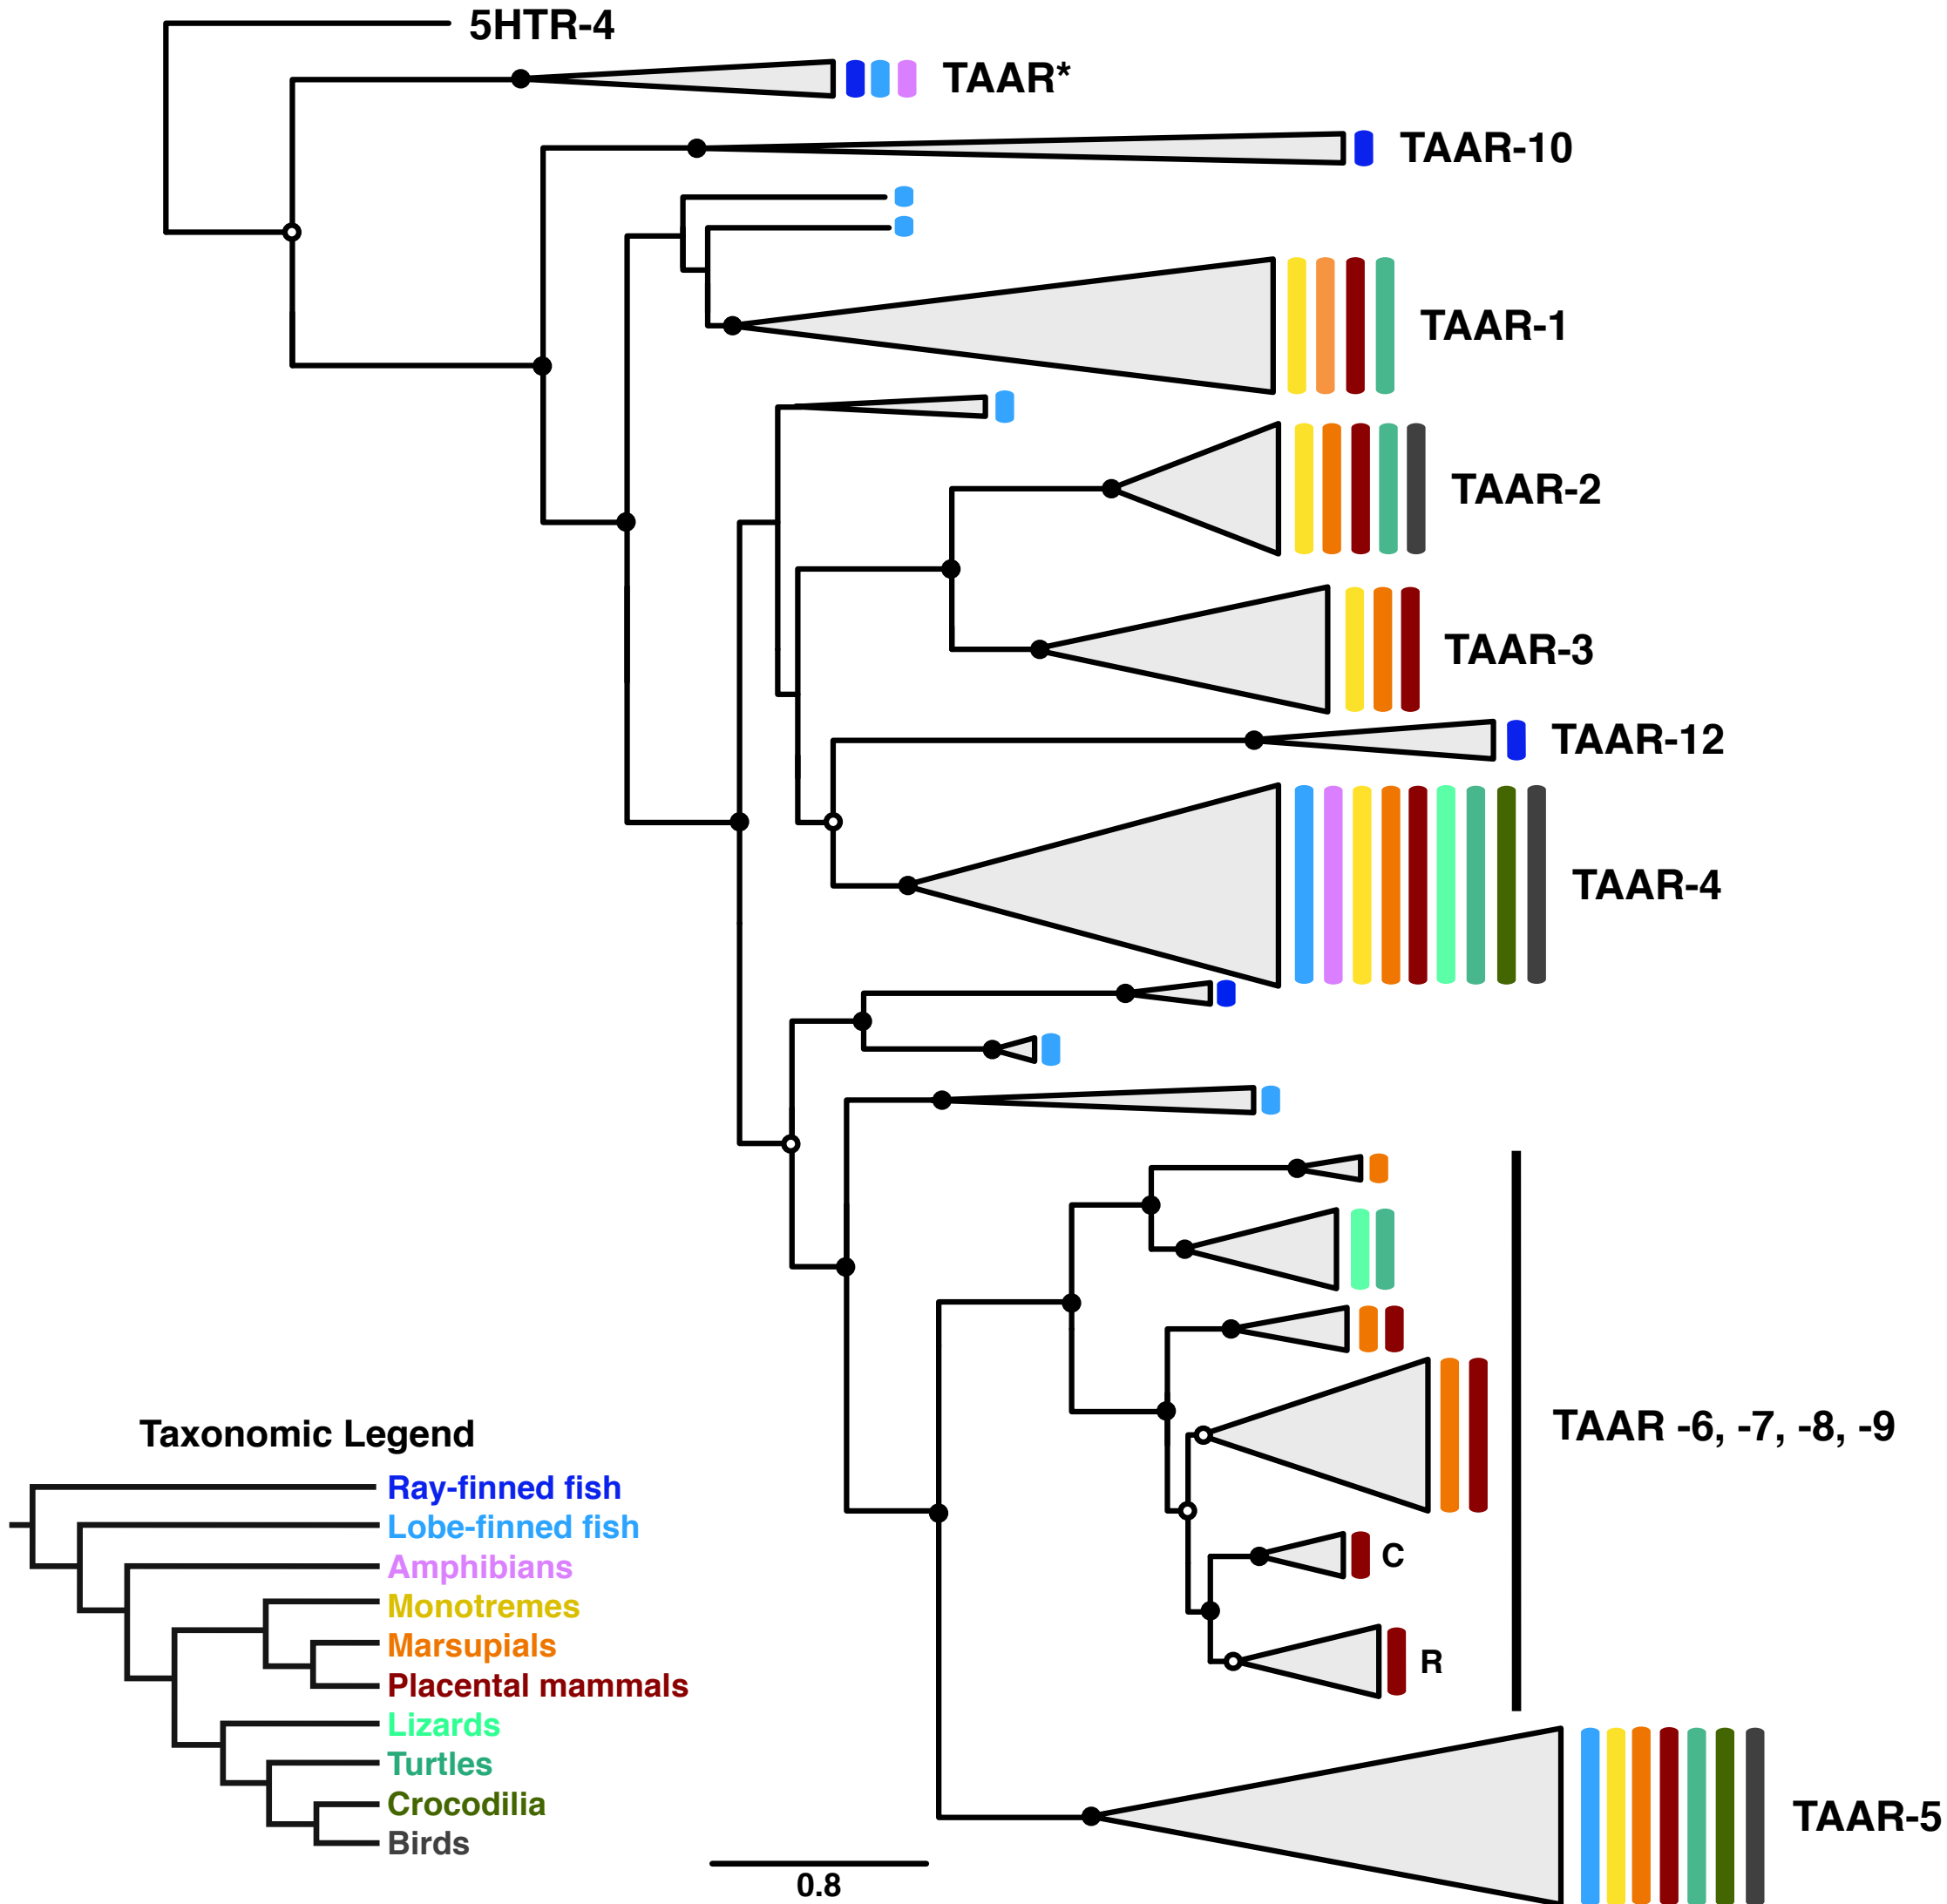 5HTR-4
TAAR*
TAAR-10
TAAR-1
TAAR-2
TAAR-3
TAAR-12
TAAR-4
TAAR -6, -7, -8, -9
C
R
TAAR-5
Taxonomic Legend
Ray-finned fish
Lobe-finned fish
Amphibians
Monotremes
Marsupials
Placental mammals
Lizards
Turtles
Crocodilia
Birds
0.8